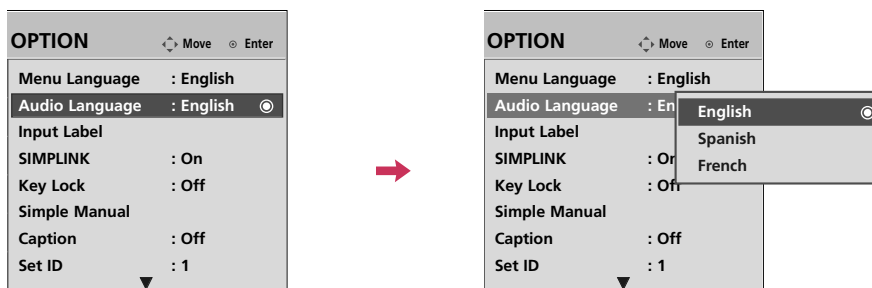 OPTION Move Enter
Menu Language : English
Audio Language : English
Input Label
SIMPLINK : On
Key Lock : Off
Simple Manual
Caption : Off
Set ID : 1
OPTION Move Enter
Menu Language : English
Audio Language : En
Input Label
SIMPLINK : On
Key Lock : Off
Simple Manual
Caption : Off
Set ID : 1
English
Spanish
French